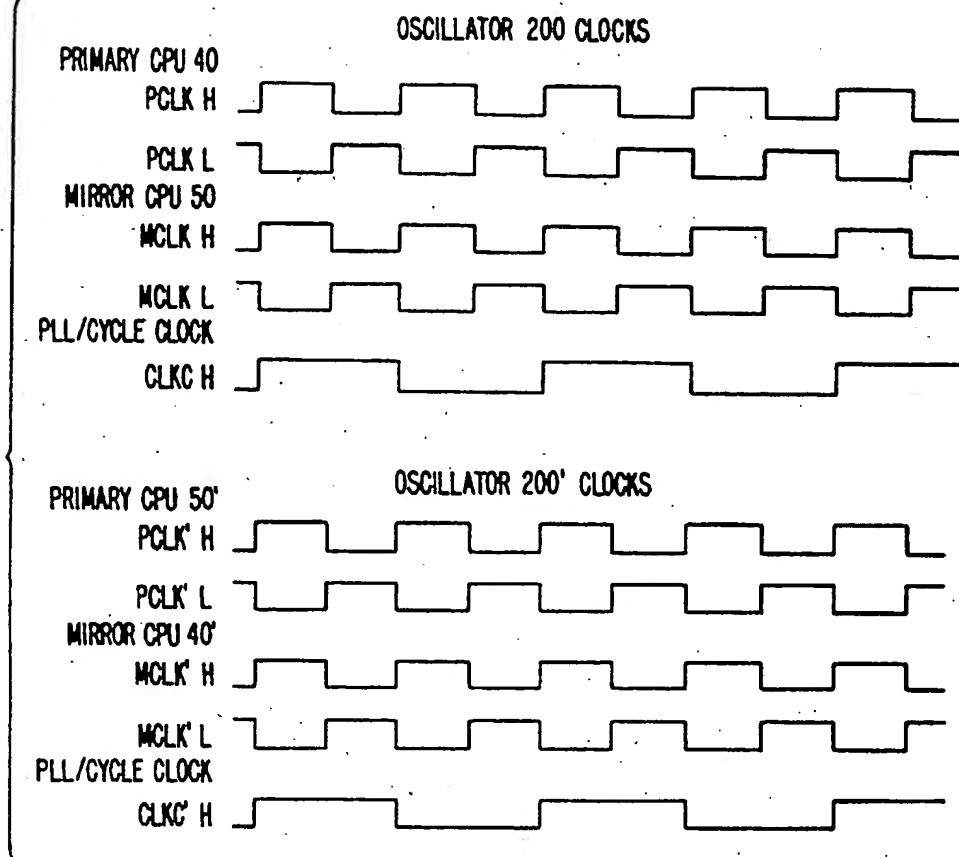 OSCILLATOR 200 CLOCKS
PRIMARY CPU 40
PCLK H
PCLK L
MIRROR CPU 50
MCLK H
MCLK L
PLL/CYCLE CLOCK
CLKC H
OSCILLATOR 200' CLOCKS
PRIMARY CPU 50'
PCLK' H
PCLK' L
MIRROR CPU 40'
MCLK' H
MCLK' L
PLL/CYCLE CLOCK
CLKC' H